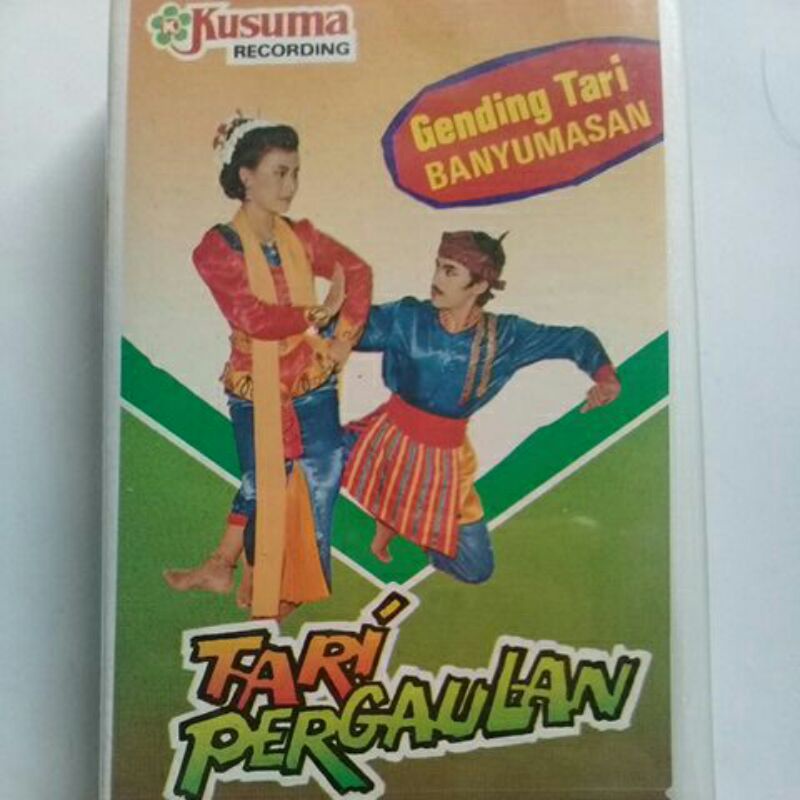 Kusuma
RECORDING
Gending Tari
BANYUMASAN
TARI
PERGAULAN